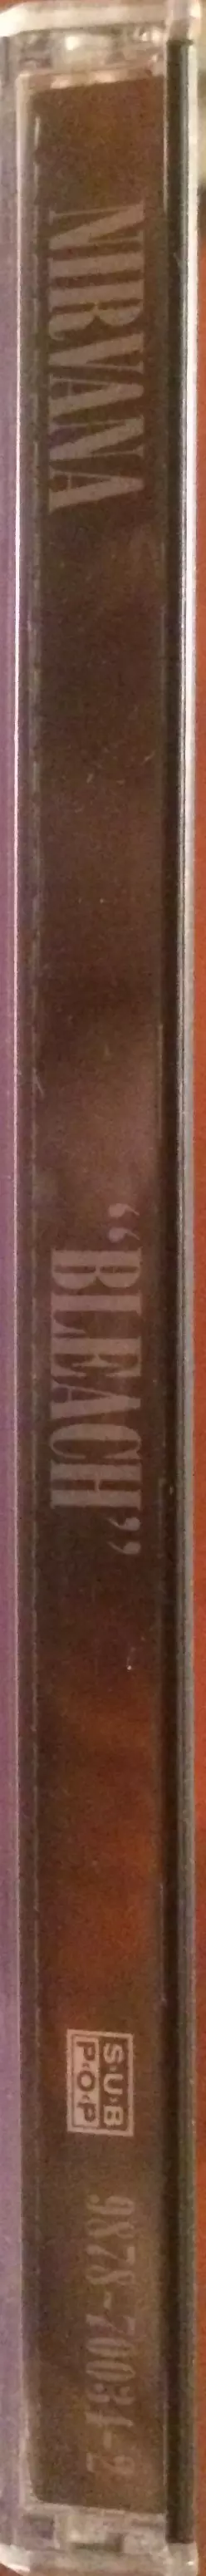 NIRVANA
“BLEACH”
SUB
POP
9878-70034-2